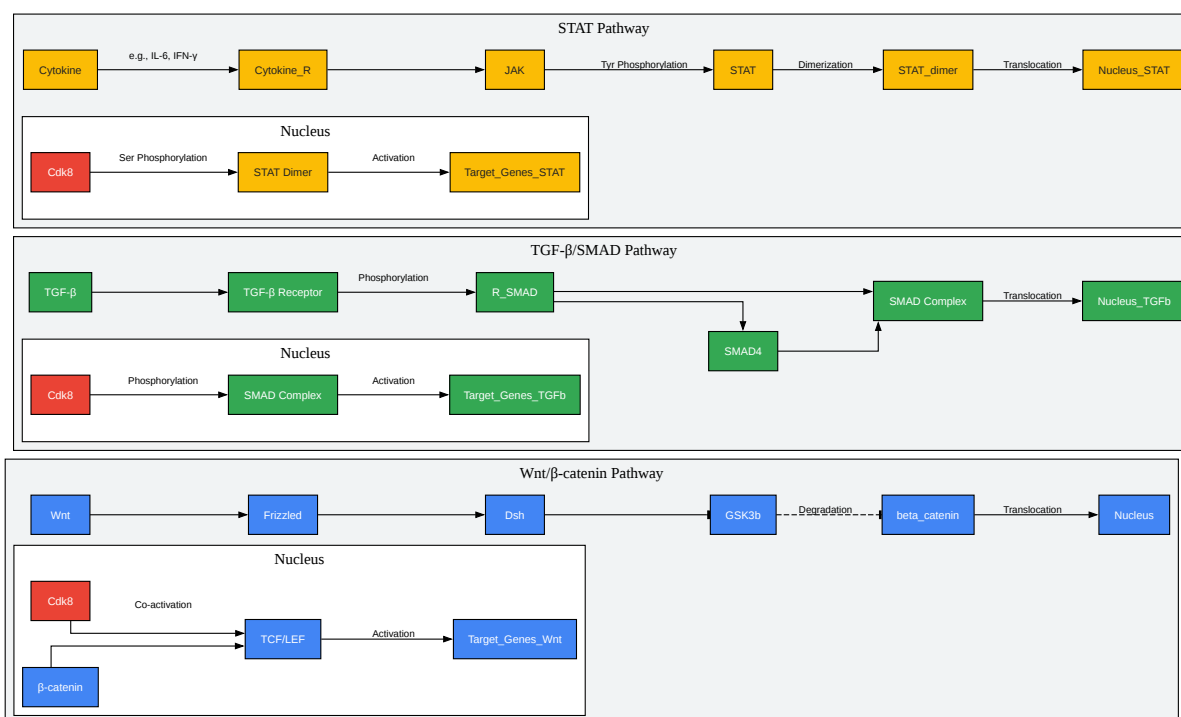 STAT Pathway
Cytokine
e.g., IL-6, IFN-γ
Cytokine_R
JAK
Tyr Phosphorylation
STAT
Dimerization
STAT_dimer
Translocation
Nucleus_STAT
Nucleus
Cdk8
Ser Phosphorylation
STAT Dimer
Activation
Target_Genes_STAT
TGF-β/SMAD Pathway
TGF-β
TGF-β Receptor
Phosphorylation
R_SMAD
SMAD4
SMAD Complex
Translocation
Nucleus_TGFb
Nucleus
Cdk8
Phosphorylation
SMAD Complex
Activation
Target_Genes_TGFb
Wnt/β-catenin Pathway
Wnt
Frizzled
Dsh
GSK3b
Degradation
beta_catenin
Translocation
Nucleus
Nucleus
Cdk8
Co-activation
TCF/LEF
Activation
Target_Genes_Wnt
β-catenin